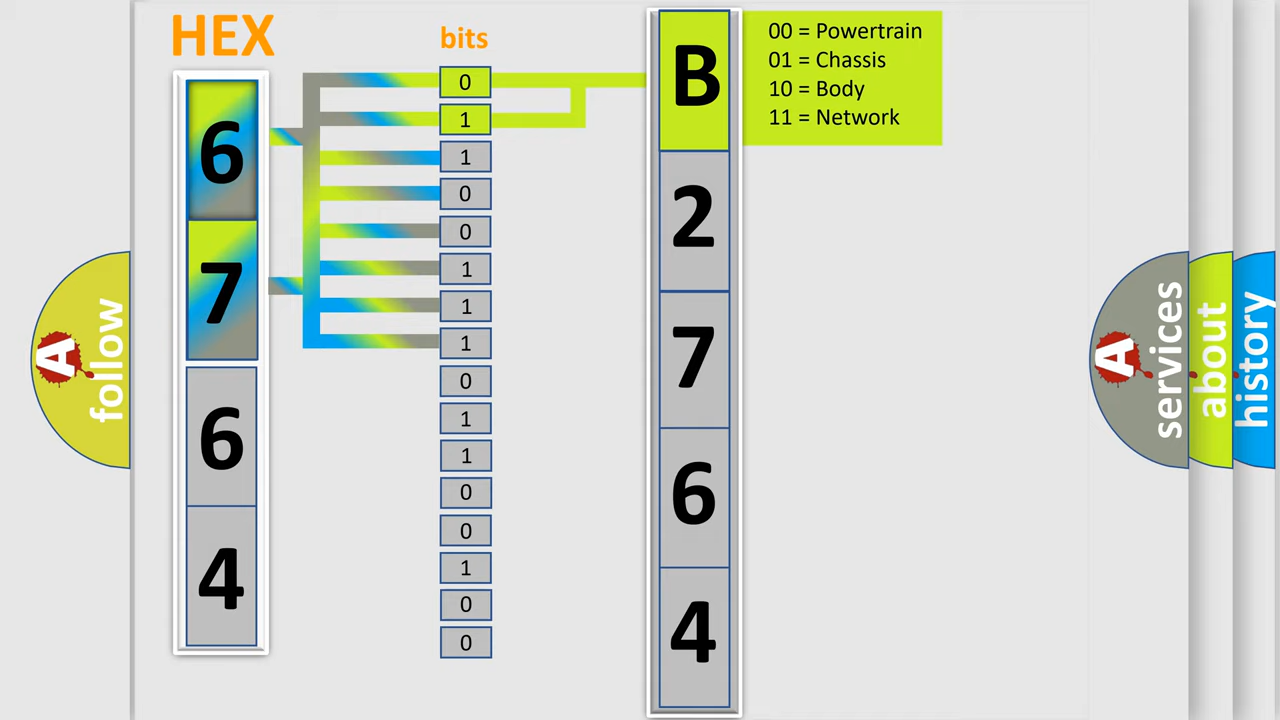 HEX
bits
6
7
6
4
0
1
1
0
0
1
1
1
0
1
1
0
0
1
0
0
B
2
7
6
4
00 = Powertrain
01 = Chassis
10 = Body
11 = Network
A
follow
A
services
about
history